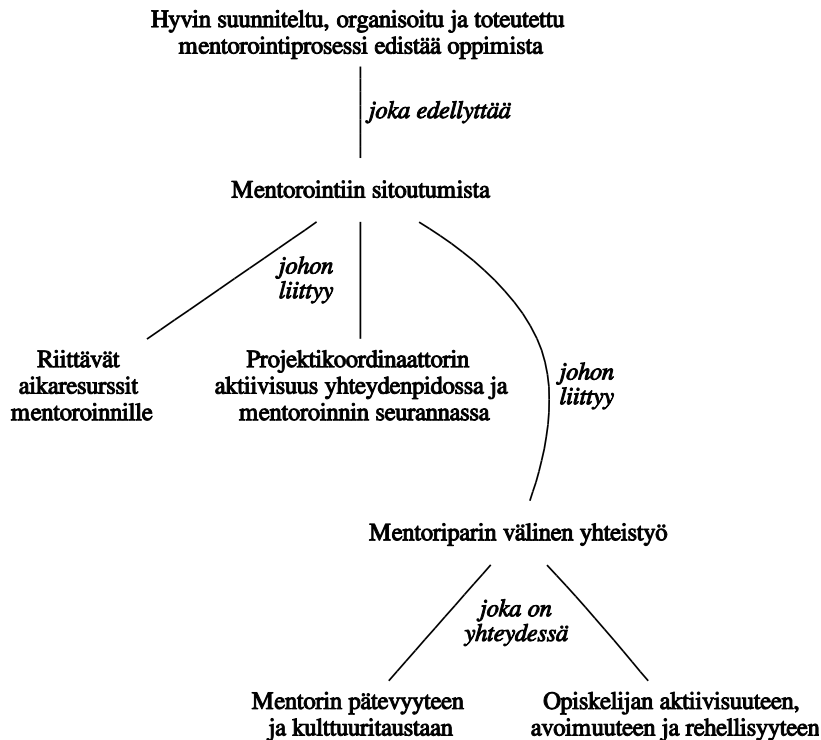 Hyvin suunniteltu, organisoitu ja toteutettu
mentorointiprosessi edistää oppimista
joka edellyttää
Mentorointiin sitoutumista
johon
liittyy
Riittävät
aikaresurssit
mentoroinnille
Projektikoordinaattorin
aktiivisuus yhteydenpidossa ja
mentoroinnin seurannassa
johon
liittyy
Mentoriparin välinen yhteistyö
joka on
yhteydessä
Mentorin pätevyyteen
ja kulttuuritaustaan
Opiskelijan aktiivisuuteen,
avoimuuteen ja rehellisyyteen